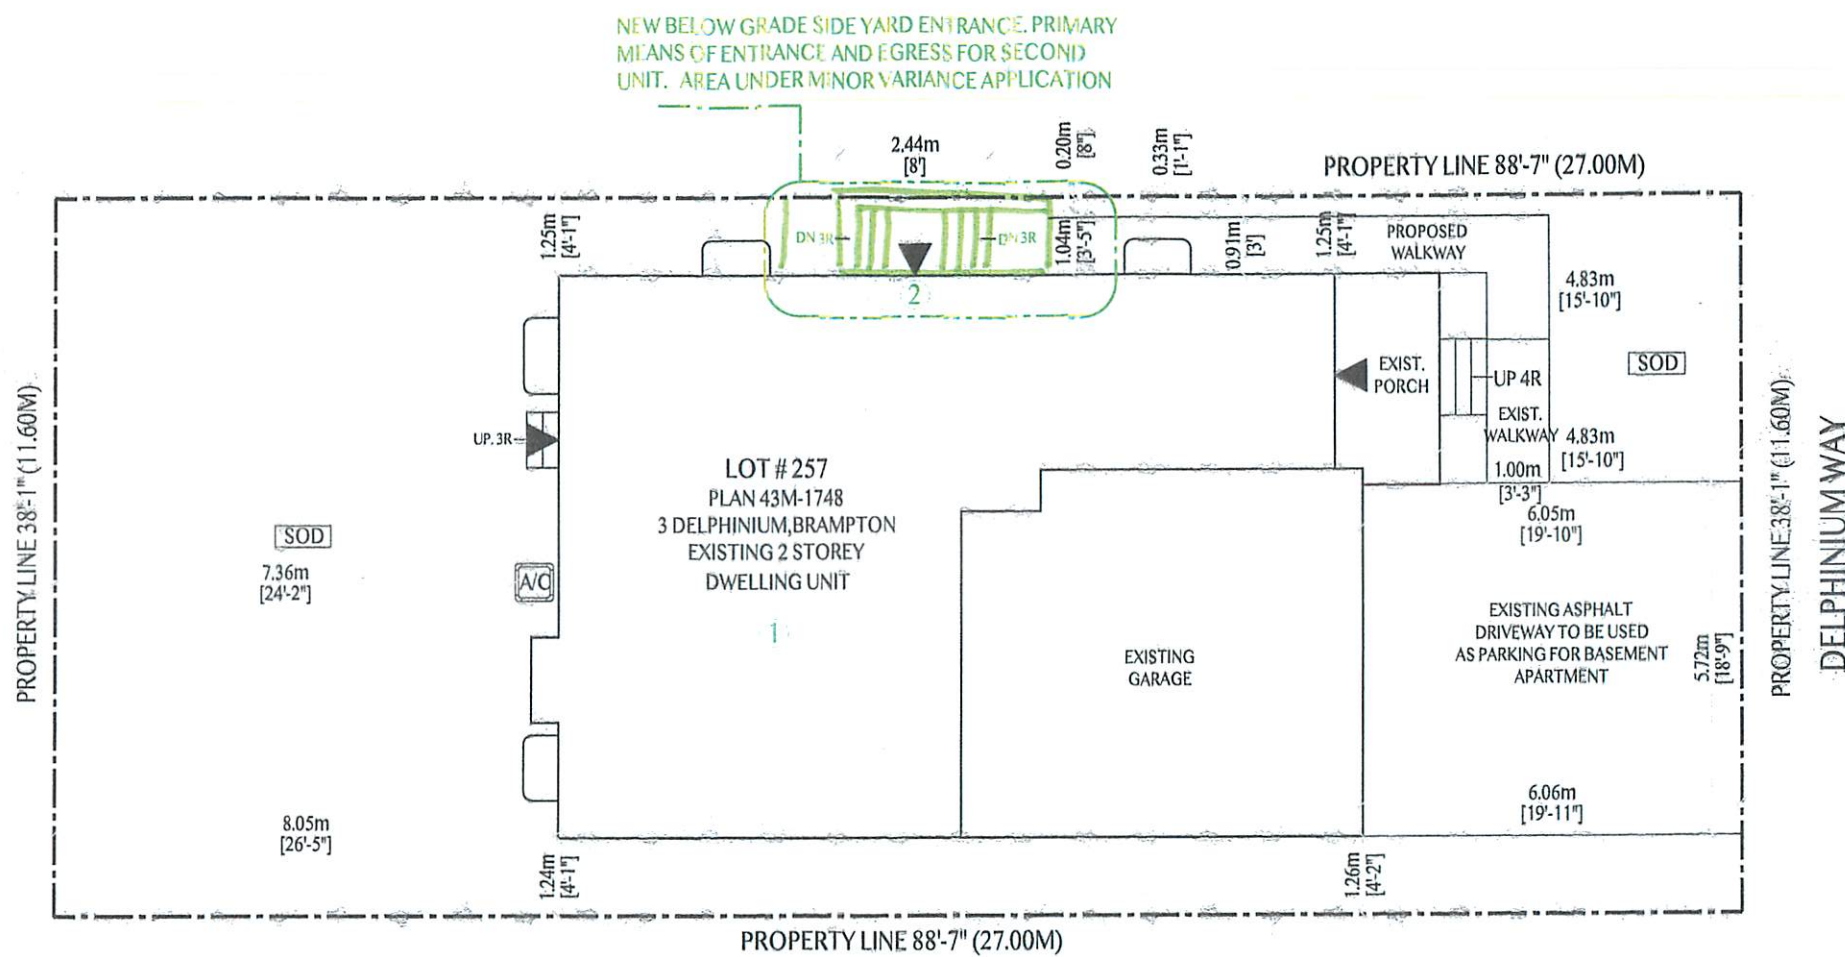 NEW BELOW GRADE SIDE YARD ENTRANCE. PRIMARY
MEANS OF ENTRANCE AND EGRESS FOR SECOND
UNIT. AREA UNDER MINOR VARIANCE APPLICATION
2.44m
[8']
0.20m
[8"]
0.33m
[1'-1"]
PROPERTY LINE 88'-7" (27.00M)
1.25m
[4'-1"]
DN 3R
DN 3R
1.04m
[3'-5"]
0.91m
[3']
1.25m
[4'-1"]
PROPOSED
WALKWAY
2
4.83m
[15'-10"]
EXIST.
PORCH
UP 4R
SOD
EXIST.
WALKWAY
4.83m
[15'-10"]
1.00m
[3'-3"]
UP. 3R
PROPERTY LINE 38'-1" (11.60M)
LOT # 257
PLAN 43M-1748
3 DELPHINIUM,BRAMPTON
EXISTING 2 STOREY
DWELLING UNIT
1
SOD
7.36m
[24'-2"]
A/C
6.05m
[19'-10"]
EXISTING
GARAGE
EXISTING ASPHALT
DRIVEWAY TO BE USED
AS PARKING FOR BASEMENT
APARTMENT
5.72m
[18'-9"]
PROPERTY LINE 38'-1" (11.60M)
DELPHINIUM WAY
6.06m
[19'-11"]
8.05m
[26'-5"]
1.24m
[4'-1"]
1.26m
[4'-2"]
PROPERTY LINE 88'-7" (27.00M)